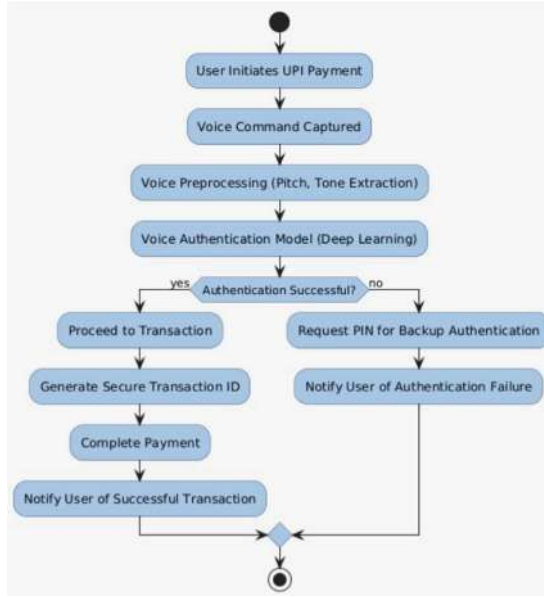 User Initiates UPI Payment
Voice Command Captured
Voice Preprocessing (Pitch, Tone Extraction)
Voice Authentication Model (Deep Learning)
yes
Authentication Successful?
no
Proceed to Transaction
Request PIN for Backup Authentication
Generate Secure Transaction ID
Notify User of Authentication Failure
Complete Payment
Notify User of Successful Transaction